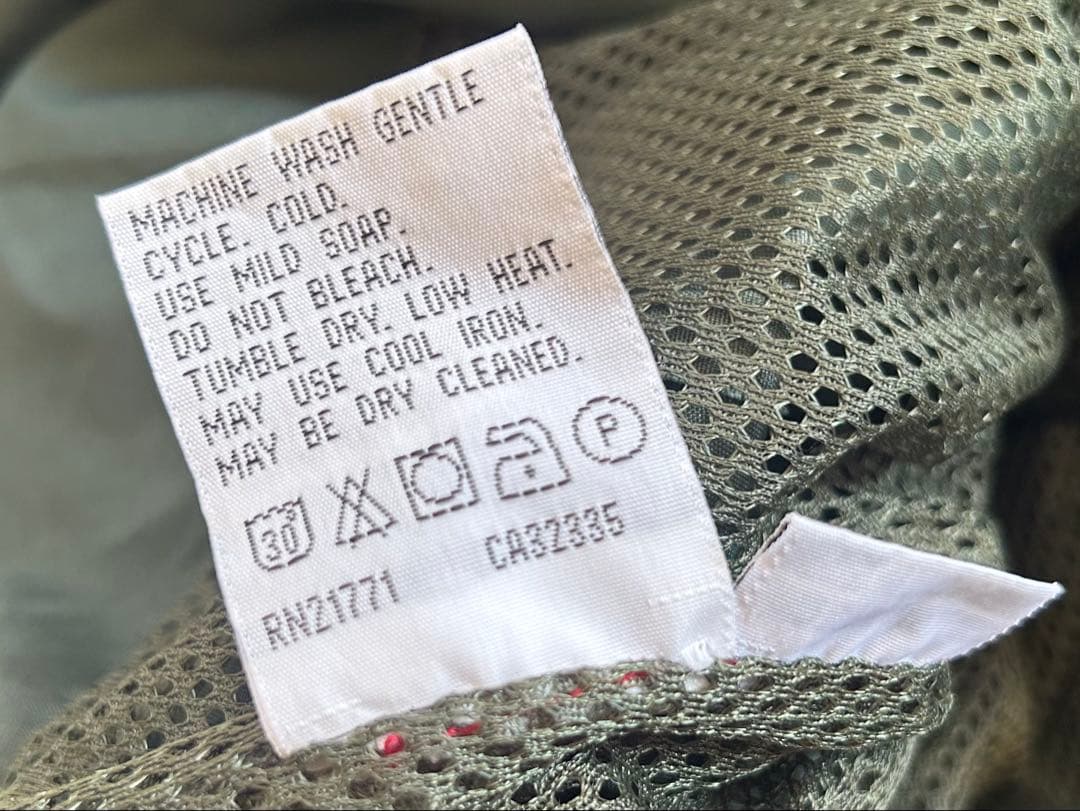 MACHINE WASH GENTLE
CYCLE. COLD.
USE MILD SOAP.
DO NOT BLEACH.
TUMBLE DRY. LOW HEAT.
MAY USE COOL IRON.
MAY BE DRY CLEANED.
30 P
RN21771 CA32335